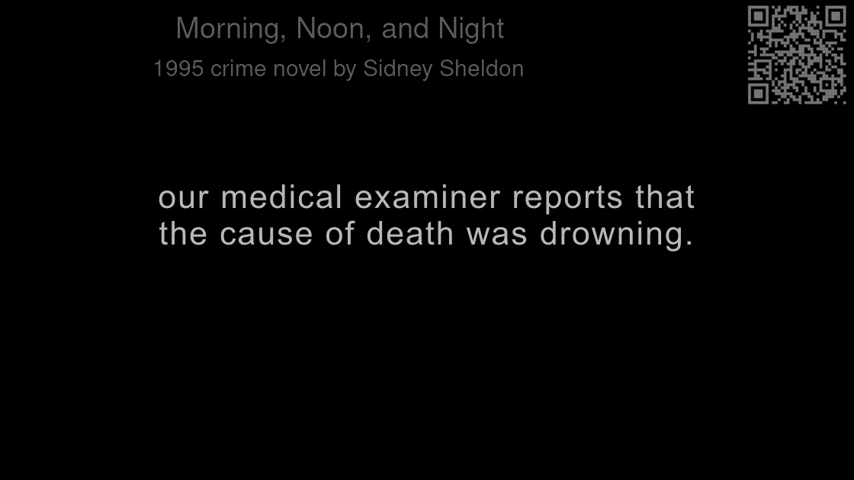 Morning, Noon, and Night
1995 crime novel by Sidney Sheldon
our medical examiner reports that
the cause of death was drowning.